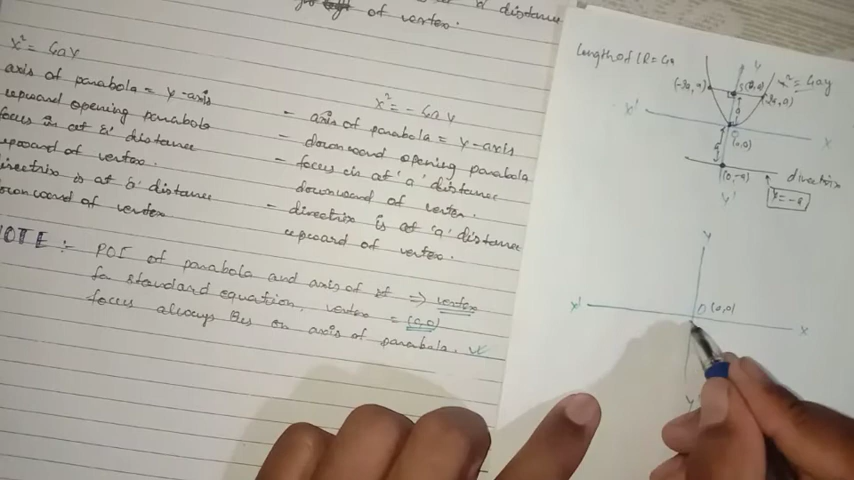 distance
of vertex.
x² = 4ay
axis of parabola = y-axis
upward opening parabola
focus is at 'a' distance
upward of vertex.
directrix is at 'a' distance
downward of vertex
x² = - 4ay
- axis of parabola = y-axis
- downward opening parabola
- focus is at 'a' distance
downward of vertex.
- directrix is at 'a' distance
upward of vertex.
NOTE :- POI of parabola and axis of it ⇒ vertex
for standard equation, vertex = (0,0)
focus always lies on axis of parabola.
Length of LR = 4a
y
x² = 4ay
S(0,a)
(-2a, a)
(2a, a)
x'
O
(0,0)
x
a
a
directrix
(0,-a)
y = -a
y'
y
x'
O (0,0)
x
y